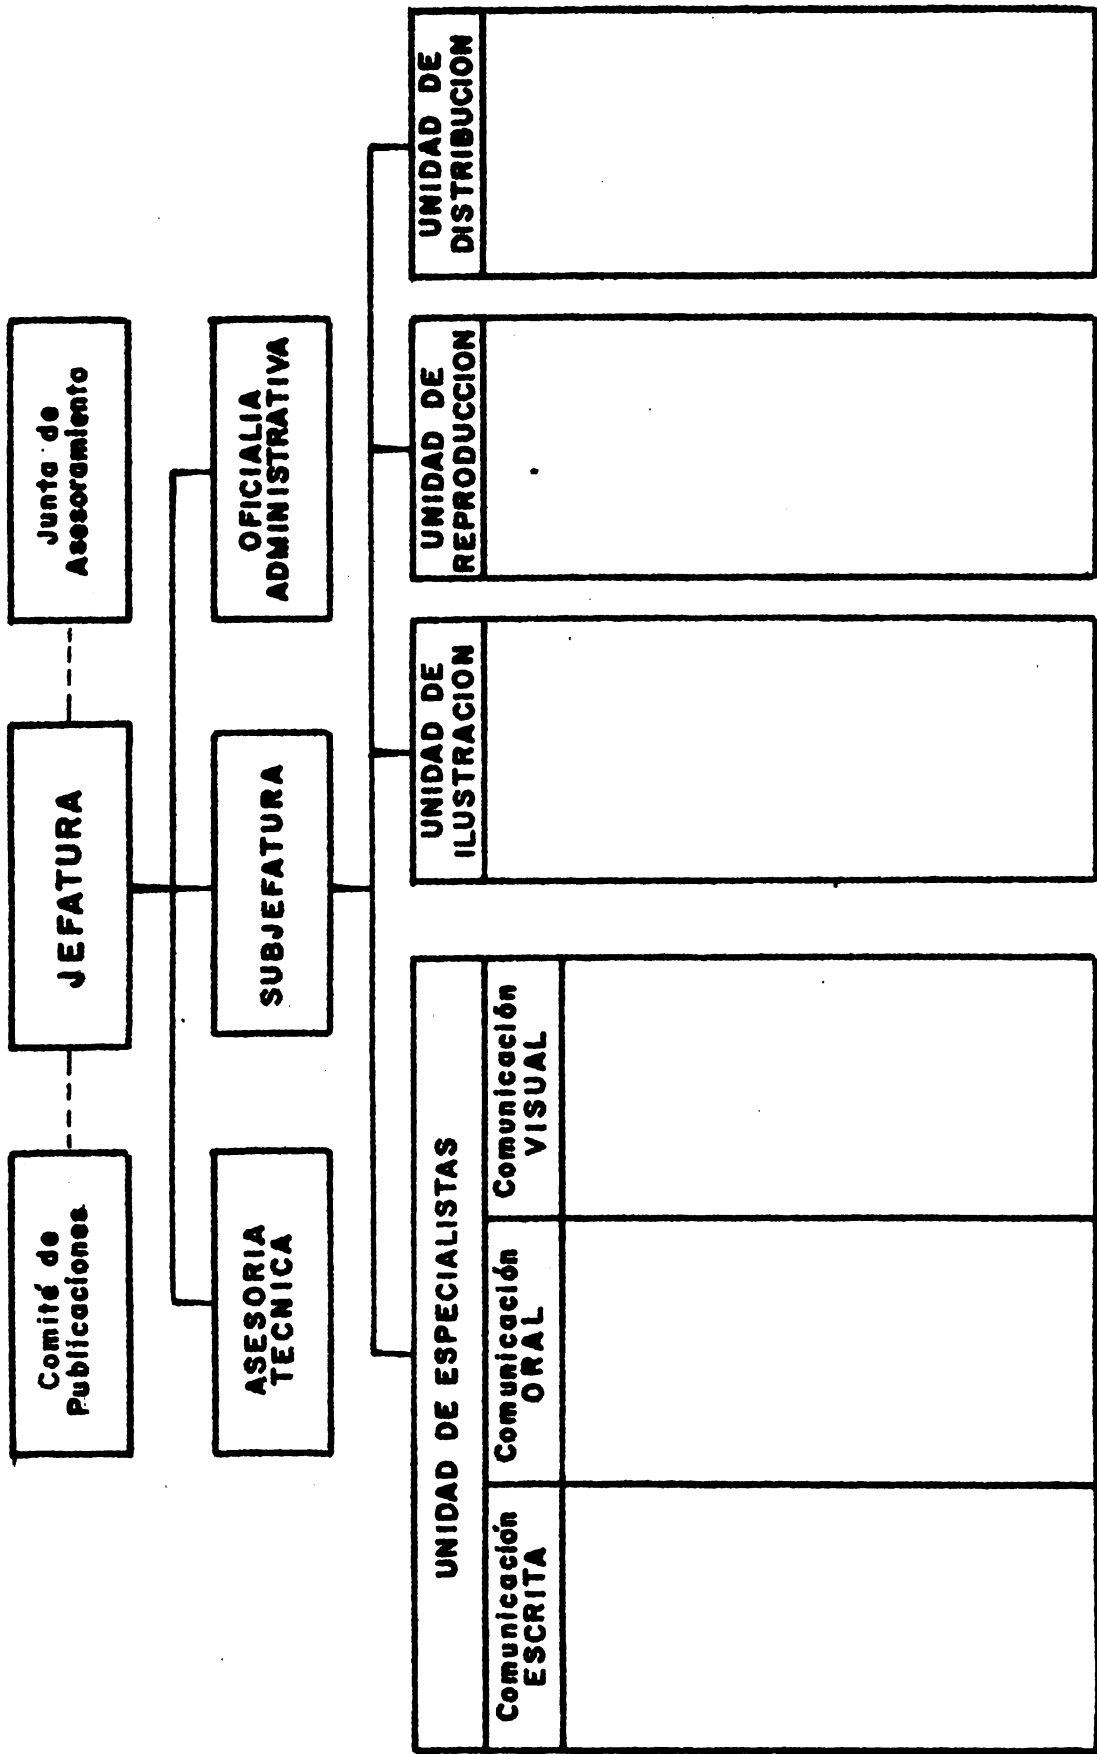 Comité de
Publicaciones
JEFATURA
Junta de
Asesoramiento
ASESORIA
TECNICA
SUBJEFATURA
OFICIALIA
ADMINISTRATIVA
UNIDAD DE ESPECIALISTAS
Comunicación
ESCRITA
Comunicación
ORAL
Comunicación
VISUAL
UNIDAD DE
ILUSTRACION
UNIDAD DE
REPRODUCCION
UNIDAD DE
DISTRIBUCION